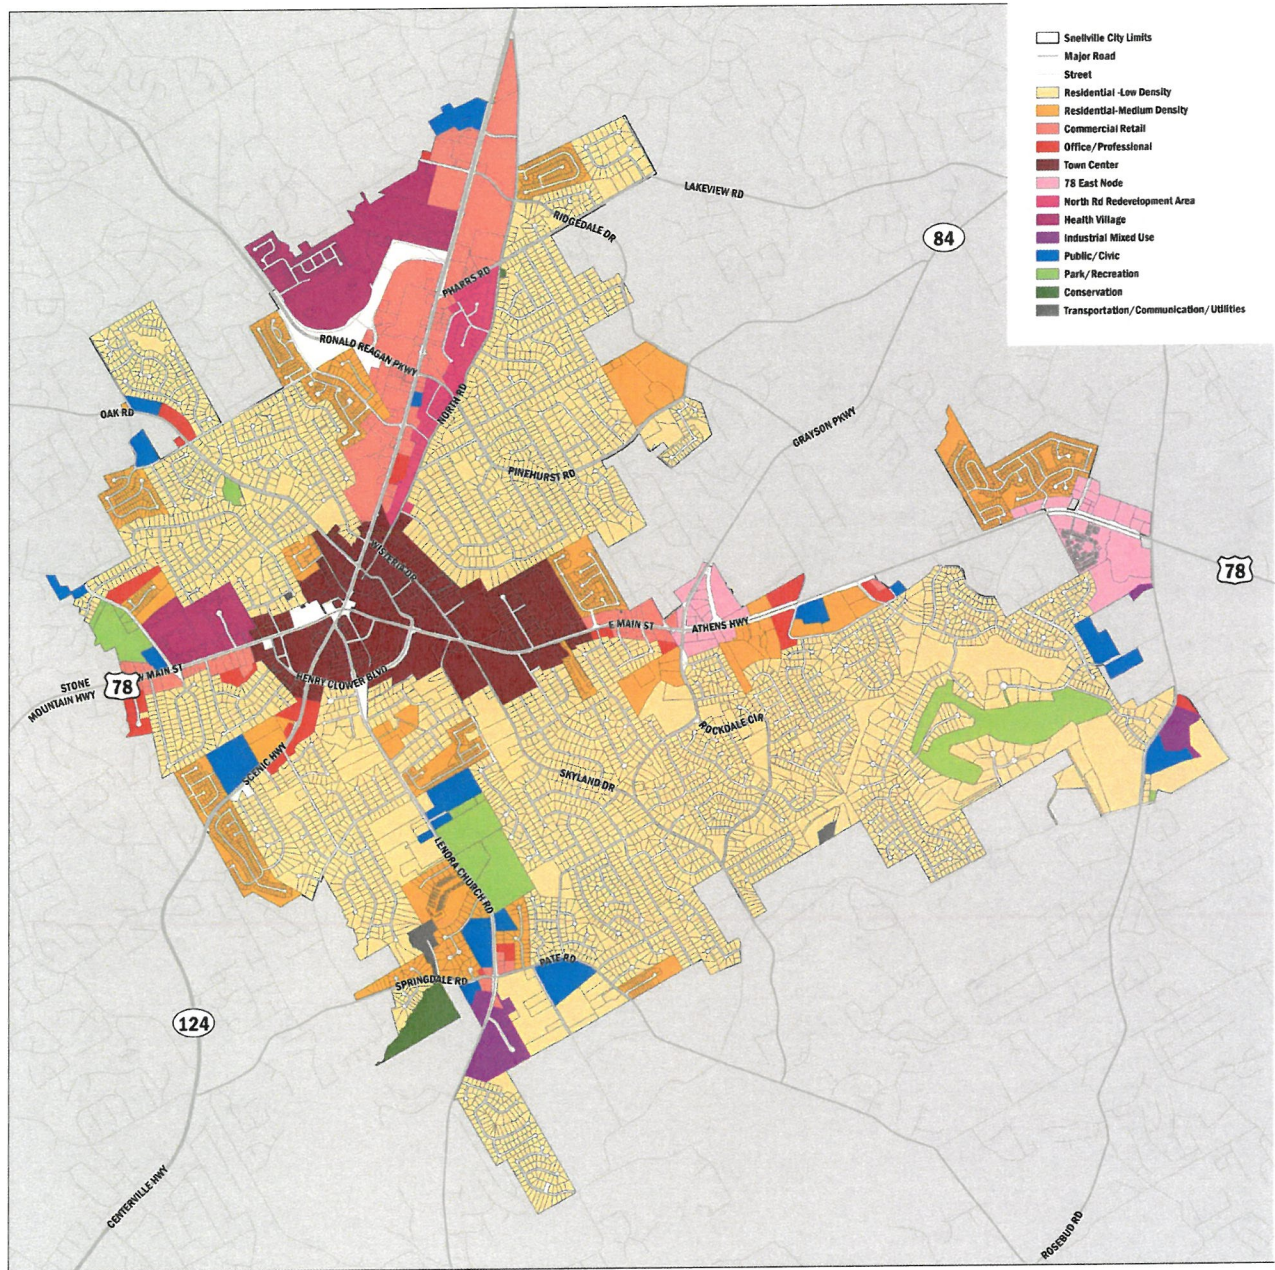 Snellville City Limits
Major Road
Street
Residential -Low Density
Residential-Medium Density
Commercial Retail
Office/Professional
Town Center
78 East Node
North Rd Redevelopment Area
Health Village
Industrial Mixed Use
Public/Civic
Park/Recreation
Conservation
Transportation/Communication/Utilities
LAKEVIEW RD
RIDGEDALE DR
84
PHARRS RD
RONALD REAGAN PKWY
NORTH RD
OAK RD
GRAYSON PKWY
PINEHURST RD
WISTERIA DR
78
E MAIN ST
ATHENS HWY
W MAIN ST
STONE
MOUNTAIN HWY
78
HENRY CLOWER BLVD
ROCKDALE CIR
SCENIC HWY
SKYLAND DR
LENORA CHURCH RD
PATE RD
SPRINGDALE RD
124
CENTERVILLE HWY
ROSEBUD RD